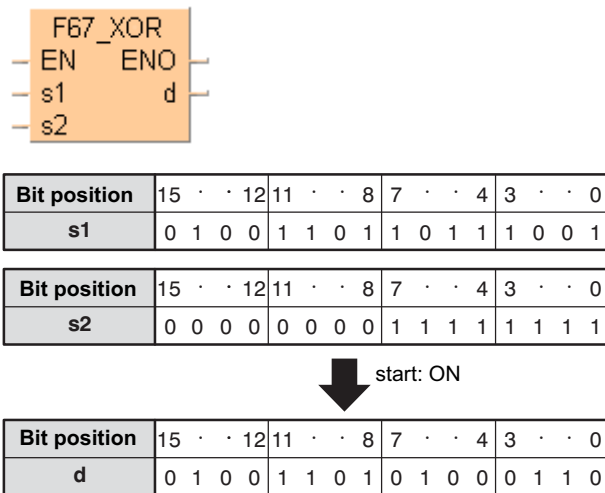 F67_XOR
EN ENO
s1 d
s2
Bit position 15 · · 12 11 · · 8 7 · · 4 3 · · 0
s1 0 1 0 0 1 1 0 1 1 0 1 1 1 0 0 1
Bit position 15 · · 12 11 · · 8 7 · · 4 3 · · 0
s2 0 0 0 0 0 0 0 0 1 1 1 1 1 1 1 1
start: ON
Bit position 15 · · 12 11 · · 8 7 · · 4 3 · · 0
d 0 1 0 0 1 1 0 1 0 1 0 0 0 1 1 0